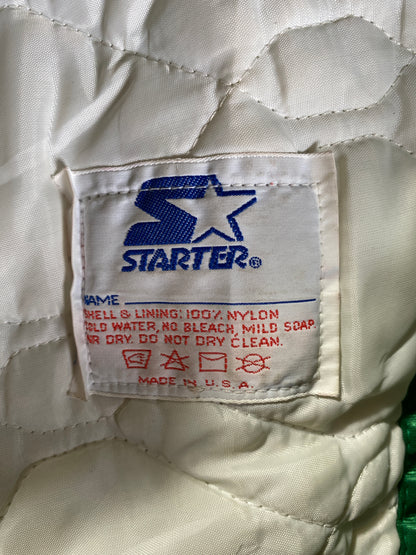 STARTER®
NAME
SHELL & LINING: 100% NYLON
COLD WATER, NO BLEACH, MILD SOAP.
AIR DRY. DO NOT DRY CLEAN.
MADE IN U.S.A.